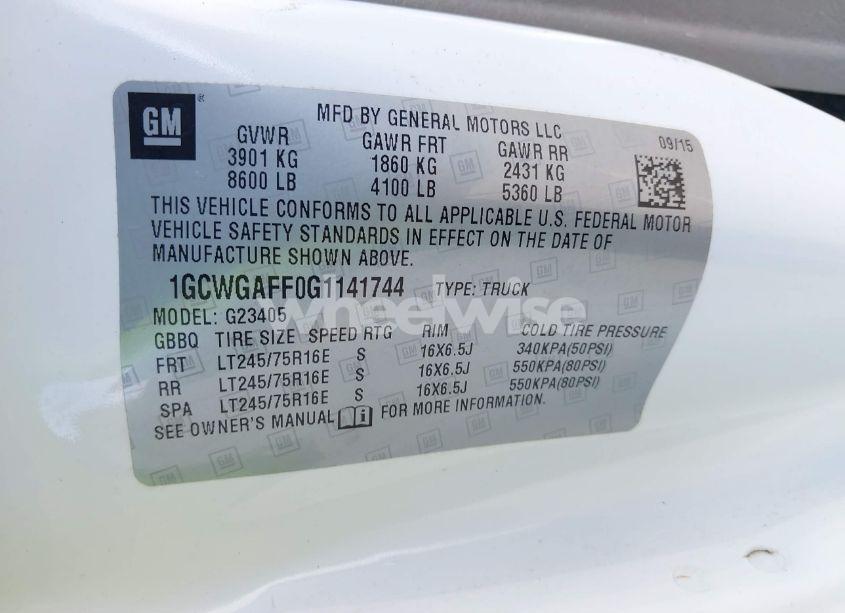 GM
MFD BY GENERAL MOTORS LLC
09/15
GVWR GAWR FRT GAWR RR
3901 KG 1860 KG 2431 KG
8600 LB 4100 LB 5360 LB
THIS VEHICLE CONFORMS TO ALL APPLICABLE U.S. FEDERAL MOTOR
VEHICLE SAFETY STANDARDS IN EFFECT ON THE DATE OF
MANUFACTURE SHOWN ABOVE.
1GCWGAFF0G1141744 TYPE: TRUCK
wheelwise
MODEL: G23405
GBBQ TIRE SIZE SPEED RTG RIM COLD TIRE PRESSURE
FRT LT245/75R16E S 16X6.5J 340KPA(50PSI)
RR LT245/75R16E S 16X6.5J 550KPA(80PSI)
SPA LT245/75R16E S 16X6.5J 550KPA(80PSI)
SEE OWNER'S MANUAL FOR MORE INFORMATION.